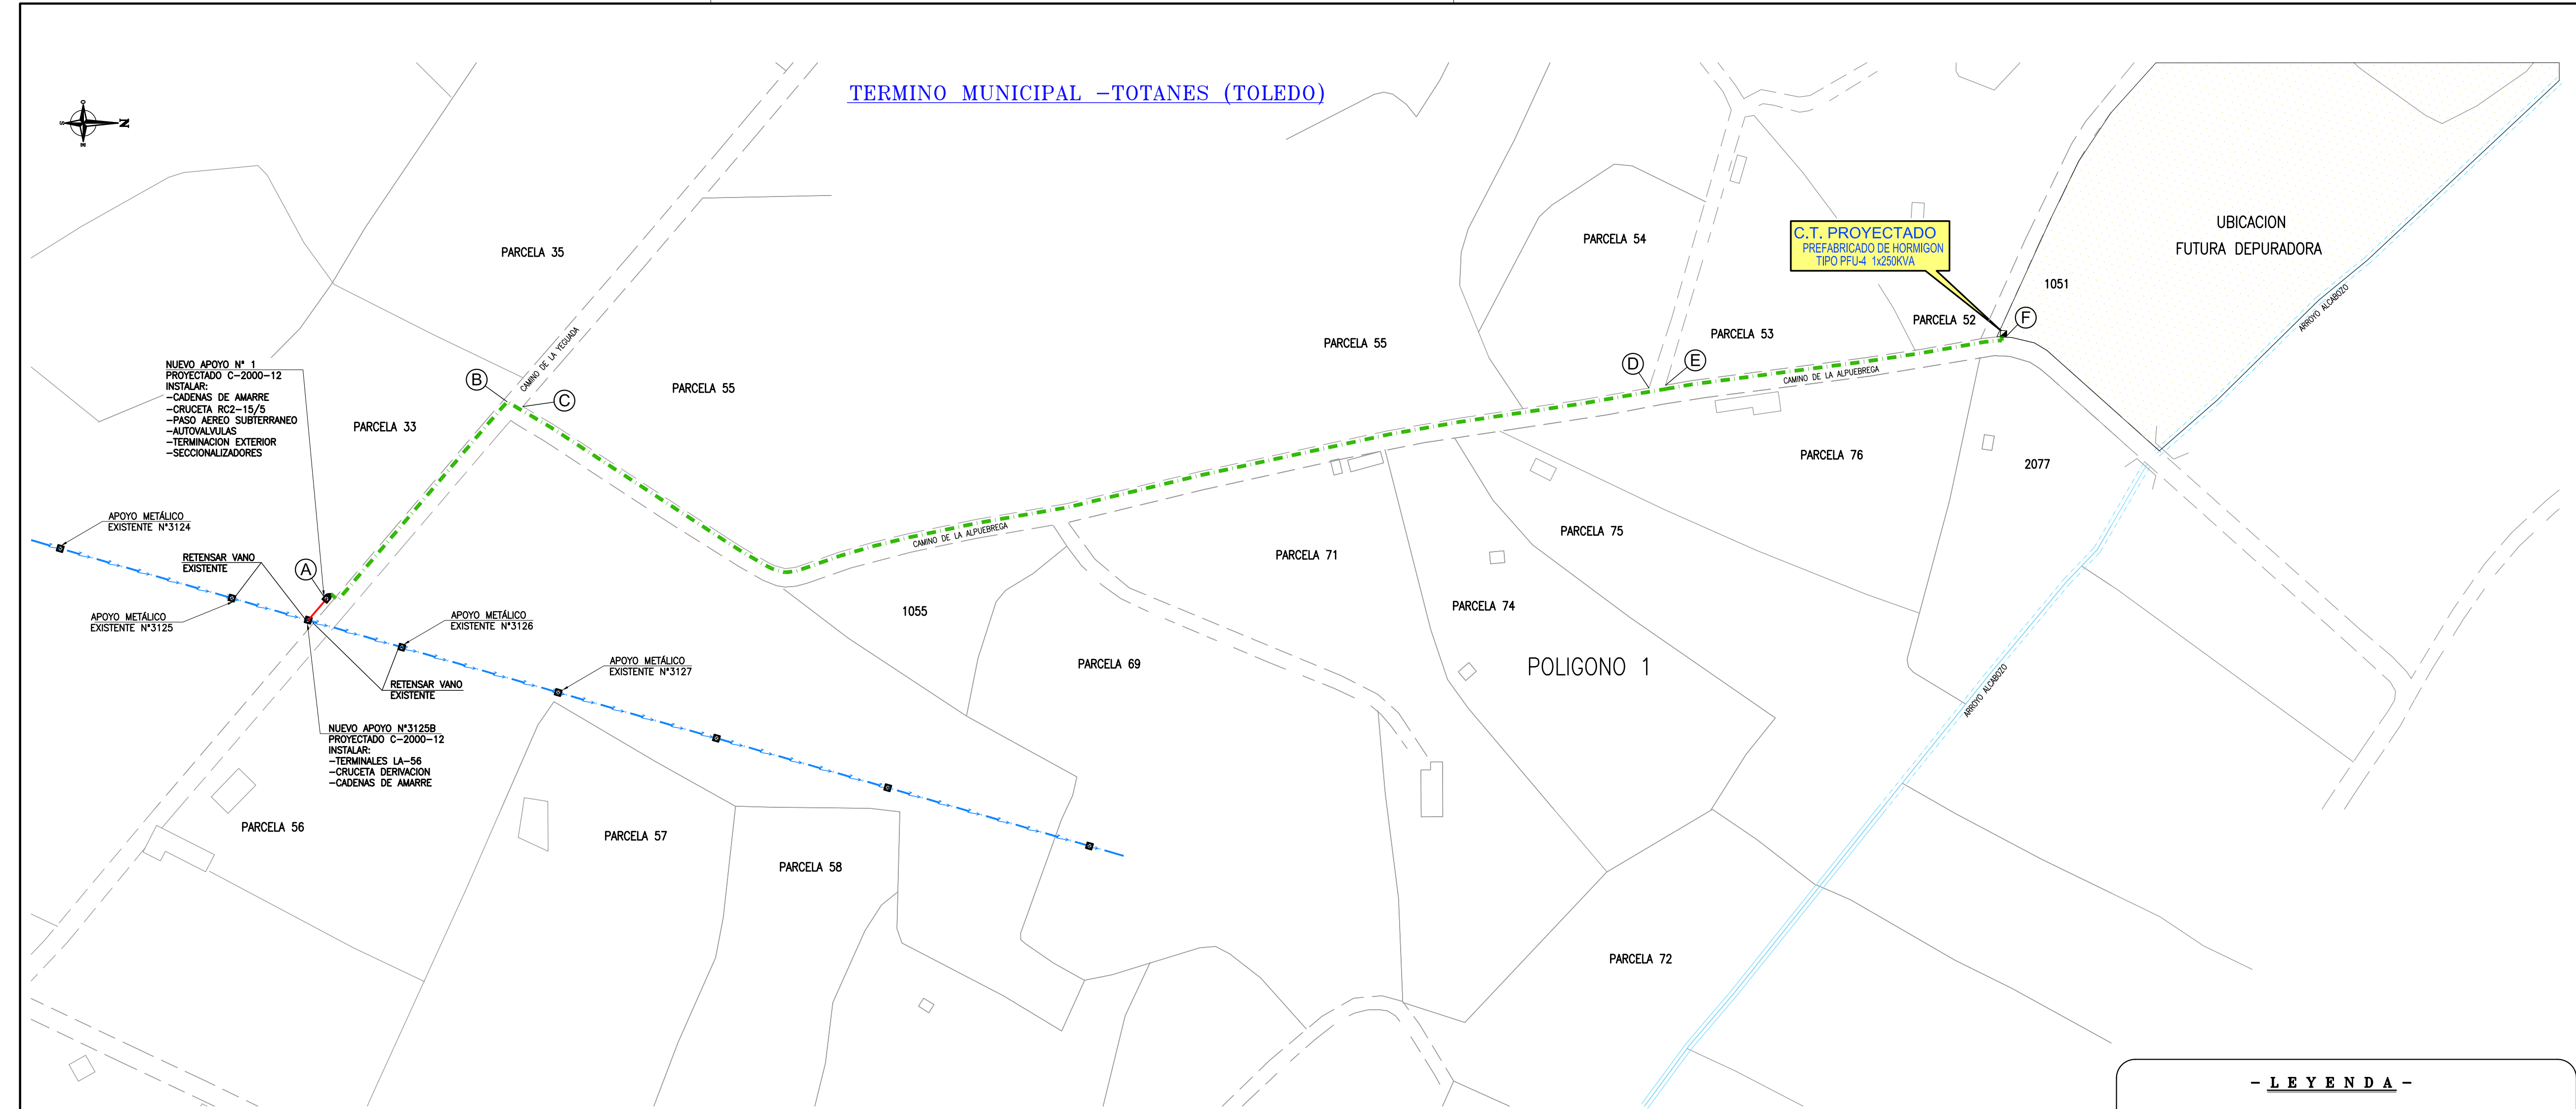 TERMINO MUNICIPAL -TOTANES (TOLEDO)
O
S
N
E
PARCELA 35
CAMINO DE LA YEGUADA
PARCELA 54
C.T. PROYECTADO
PREFABRICADO DE HORMIGON
TIPO PFU-4 1x250KVA
UBICACION
FUTURA DEPURADORA
1051
ARROYO ALCABOZO
PARCELA 52
F
PARCELA 53
PARCELA 55
D
E
CAMINO DE LA ALPUEBREGA
NUEVO APOYO N° 1
PROYECTADO C-2000-12
INSTALAR:
-CADENAS DE AMARRE
-CRUCETA RC2-15/5
-PASO AEREO SUBTERRANEO
-AUTOVALVULAS
-TERMINACION EXTERIOR
-SECCIONALIZADORES
B
C
PARCELA 55
PARCELA 33
PARCELA 76
2077
APOYO METÁLICO
EXISTENTE N°3124
RETENSAR VANO
EXISTENTE
A
CAMINO DE LA ALPUEBREGA
PARCELA 71
PARCELA 75
APOYO METÁLICO
EXISTENTE N°3125
APOYO METÁLICO
EXISTENTE N°3126
1055
PARCELA 74
APOYO METÁLICO
EXISTENTE N°3127
PARCELA 69
POLIGONO 1
ARROYO ALCABOZO
RETENSAR VANO
EXISTENTE
NUEVO APOYO N°3125B
PROYECTADO C-2000-12
INSTALAR:
-TERMINALES LA-56
-CRUCETA DERIVACION
-CADENAS DE AMARRE
PARCELA 56
PARCELA 57
PARCELA 58
PARCELA 72
- L E Y E N D A -